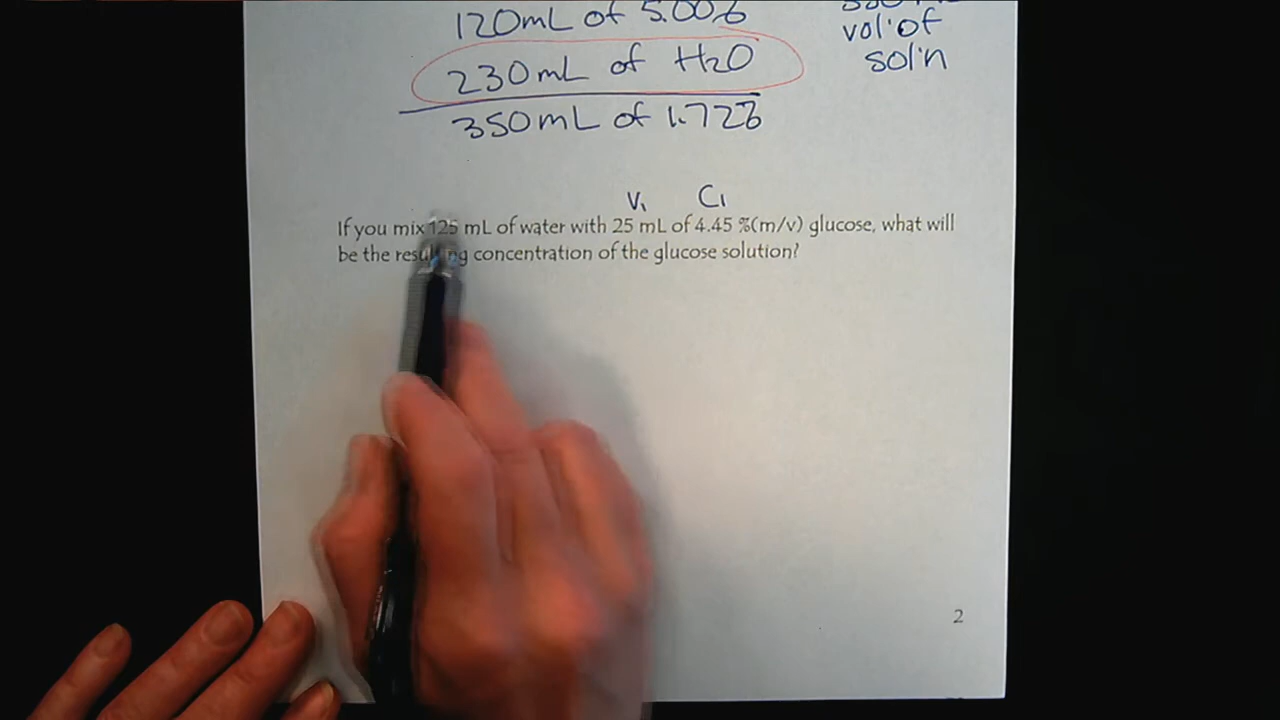 120mL of 5.00%
vol. of
230mL of H2O
sol'n
350mL of 1.72%
V1 C1
If you mix 125 mL of water with 25 mL of 4.45 %(m/v) glucose, what will
be the resulting concentration of the glucose solution?
2